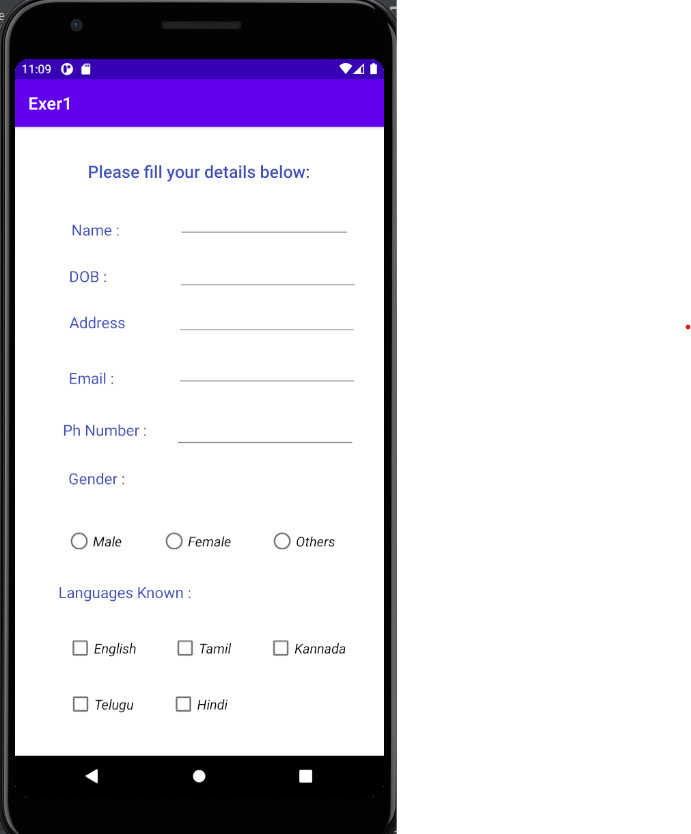 11:09
Exer1
Please fill your details below:
Name :
DOB :
Address
Email :
Ph Number :
Gender :
Male Female Others
Languages Known :
English Tamil Kannada
Telugu Hindi